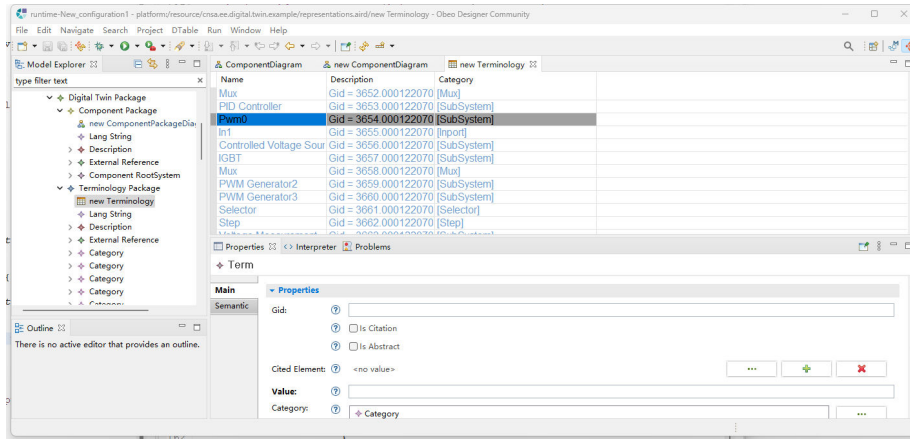 runtime-New_configuration1 - platform:/resource/cnsa.ee.digital.twin.example/representations.aird/new Terminology - Obeo Designer Community
File Edit Navigate Search Project DTable Run Window Help
Model Explorer
ComponentDiagram
new ComponentDiagram
new Terminology
type filter text
Name Description Category
Digital Twin Package
Component Package
new ComponentPackageDia
Lang String
Description
External Reference
Component RootSystem
Terminology Package
new Terminology
Lang String
Description
External Reference
Category
Category
Category
Category
Category
Mux Gid = 3652.000122070 [Mux]
PID Controller Gid = 3653.000122070 [SubSystem]
Pwm0 Gid = 3654.000122070 [SubSystem]
In1 Gid = 3655.000122070 [Inport]
Controlled Voltage Sour Gid = 3656.000122070 [SubSystem]
IGBT Gid = 3657.000122070 [SubSystem]
Mux Gid = 3658.000122070 [Mux]
PWM Generator2 Gid = 3659.000122070 [SubSystem]
PWM Generator3 Gid = 3660.000122070 [SubSystem]
Selector Gid = 3661.000122070 [Selector]
Step Gid = 3662.000122070 [Step]
Properties Interpreter Problems
Term
Main
Semantic
Properties
Gid:
Is Citation
Is Abstract
Cited Element: <no value>
Value:
Category: Category
Outline
There is no active editor that provides an outline.